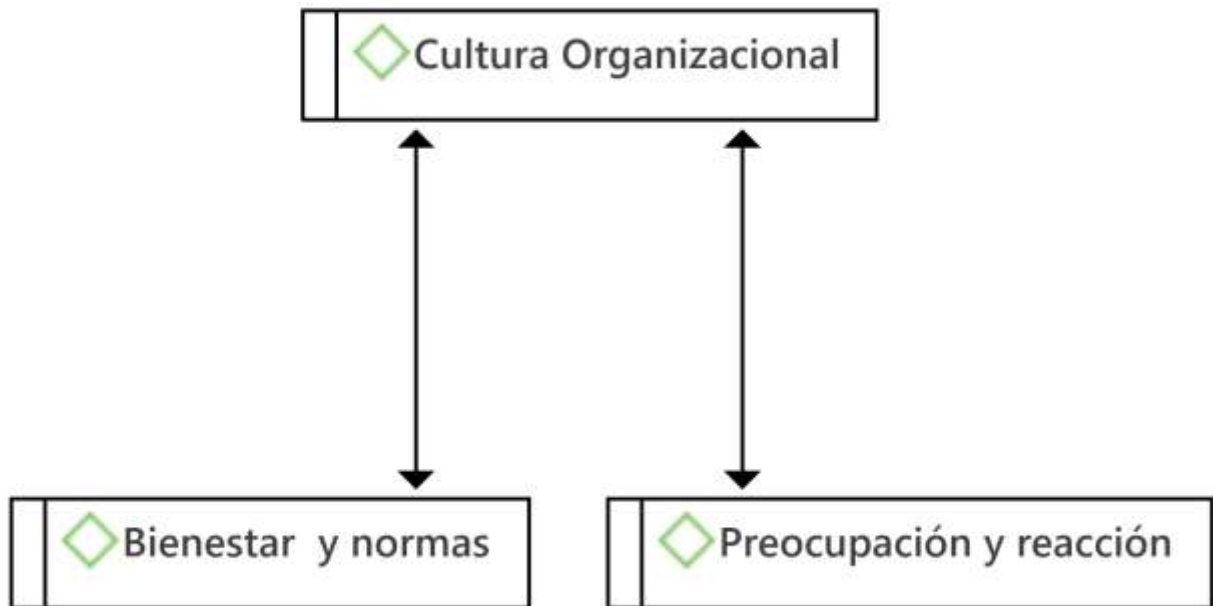 Cultura Organizacional
Bienestar y normas
Preocupación y reacción